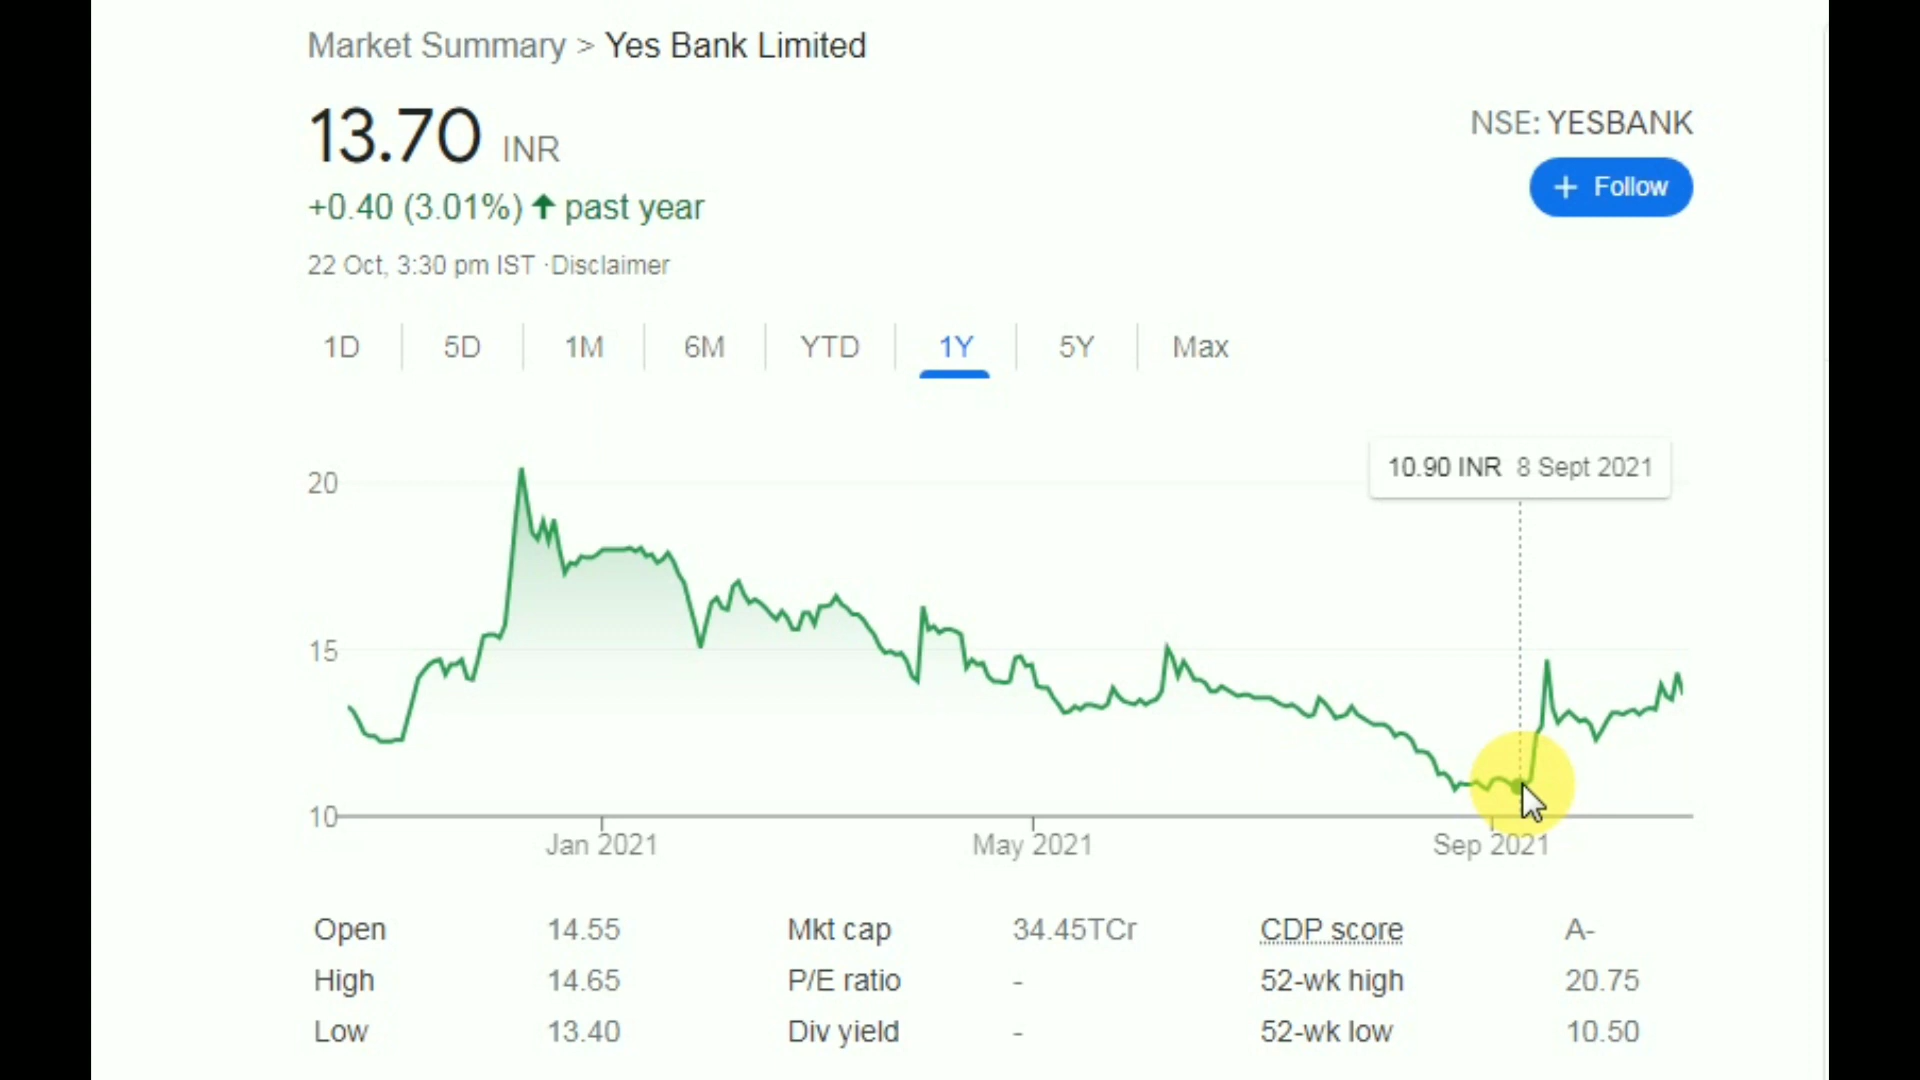 Market Summary > Yes Bank Limited
13.70 INR
NSE: YESBANK
+ Follow
+0.40 (3.01%) ↑ past year
22 Oct, 3:30 pm IST ·Disclaimer
1D 5D 1M 6M YTD 1Y 5Y Max
10.90 INR 8 Sept 2021
20
15
10
Jan 2021 May 2021 Sep 2021
Open 14.55 Mkt cap 34.45TCr CDP score A-
High 14.65 P/E ratio - 52-wk high 20.75
Low 13.40 Div yield - 52-wk low 10.50